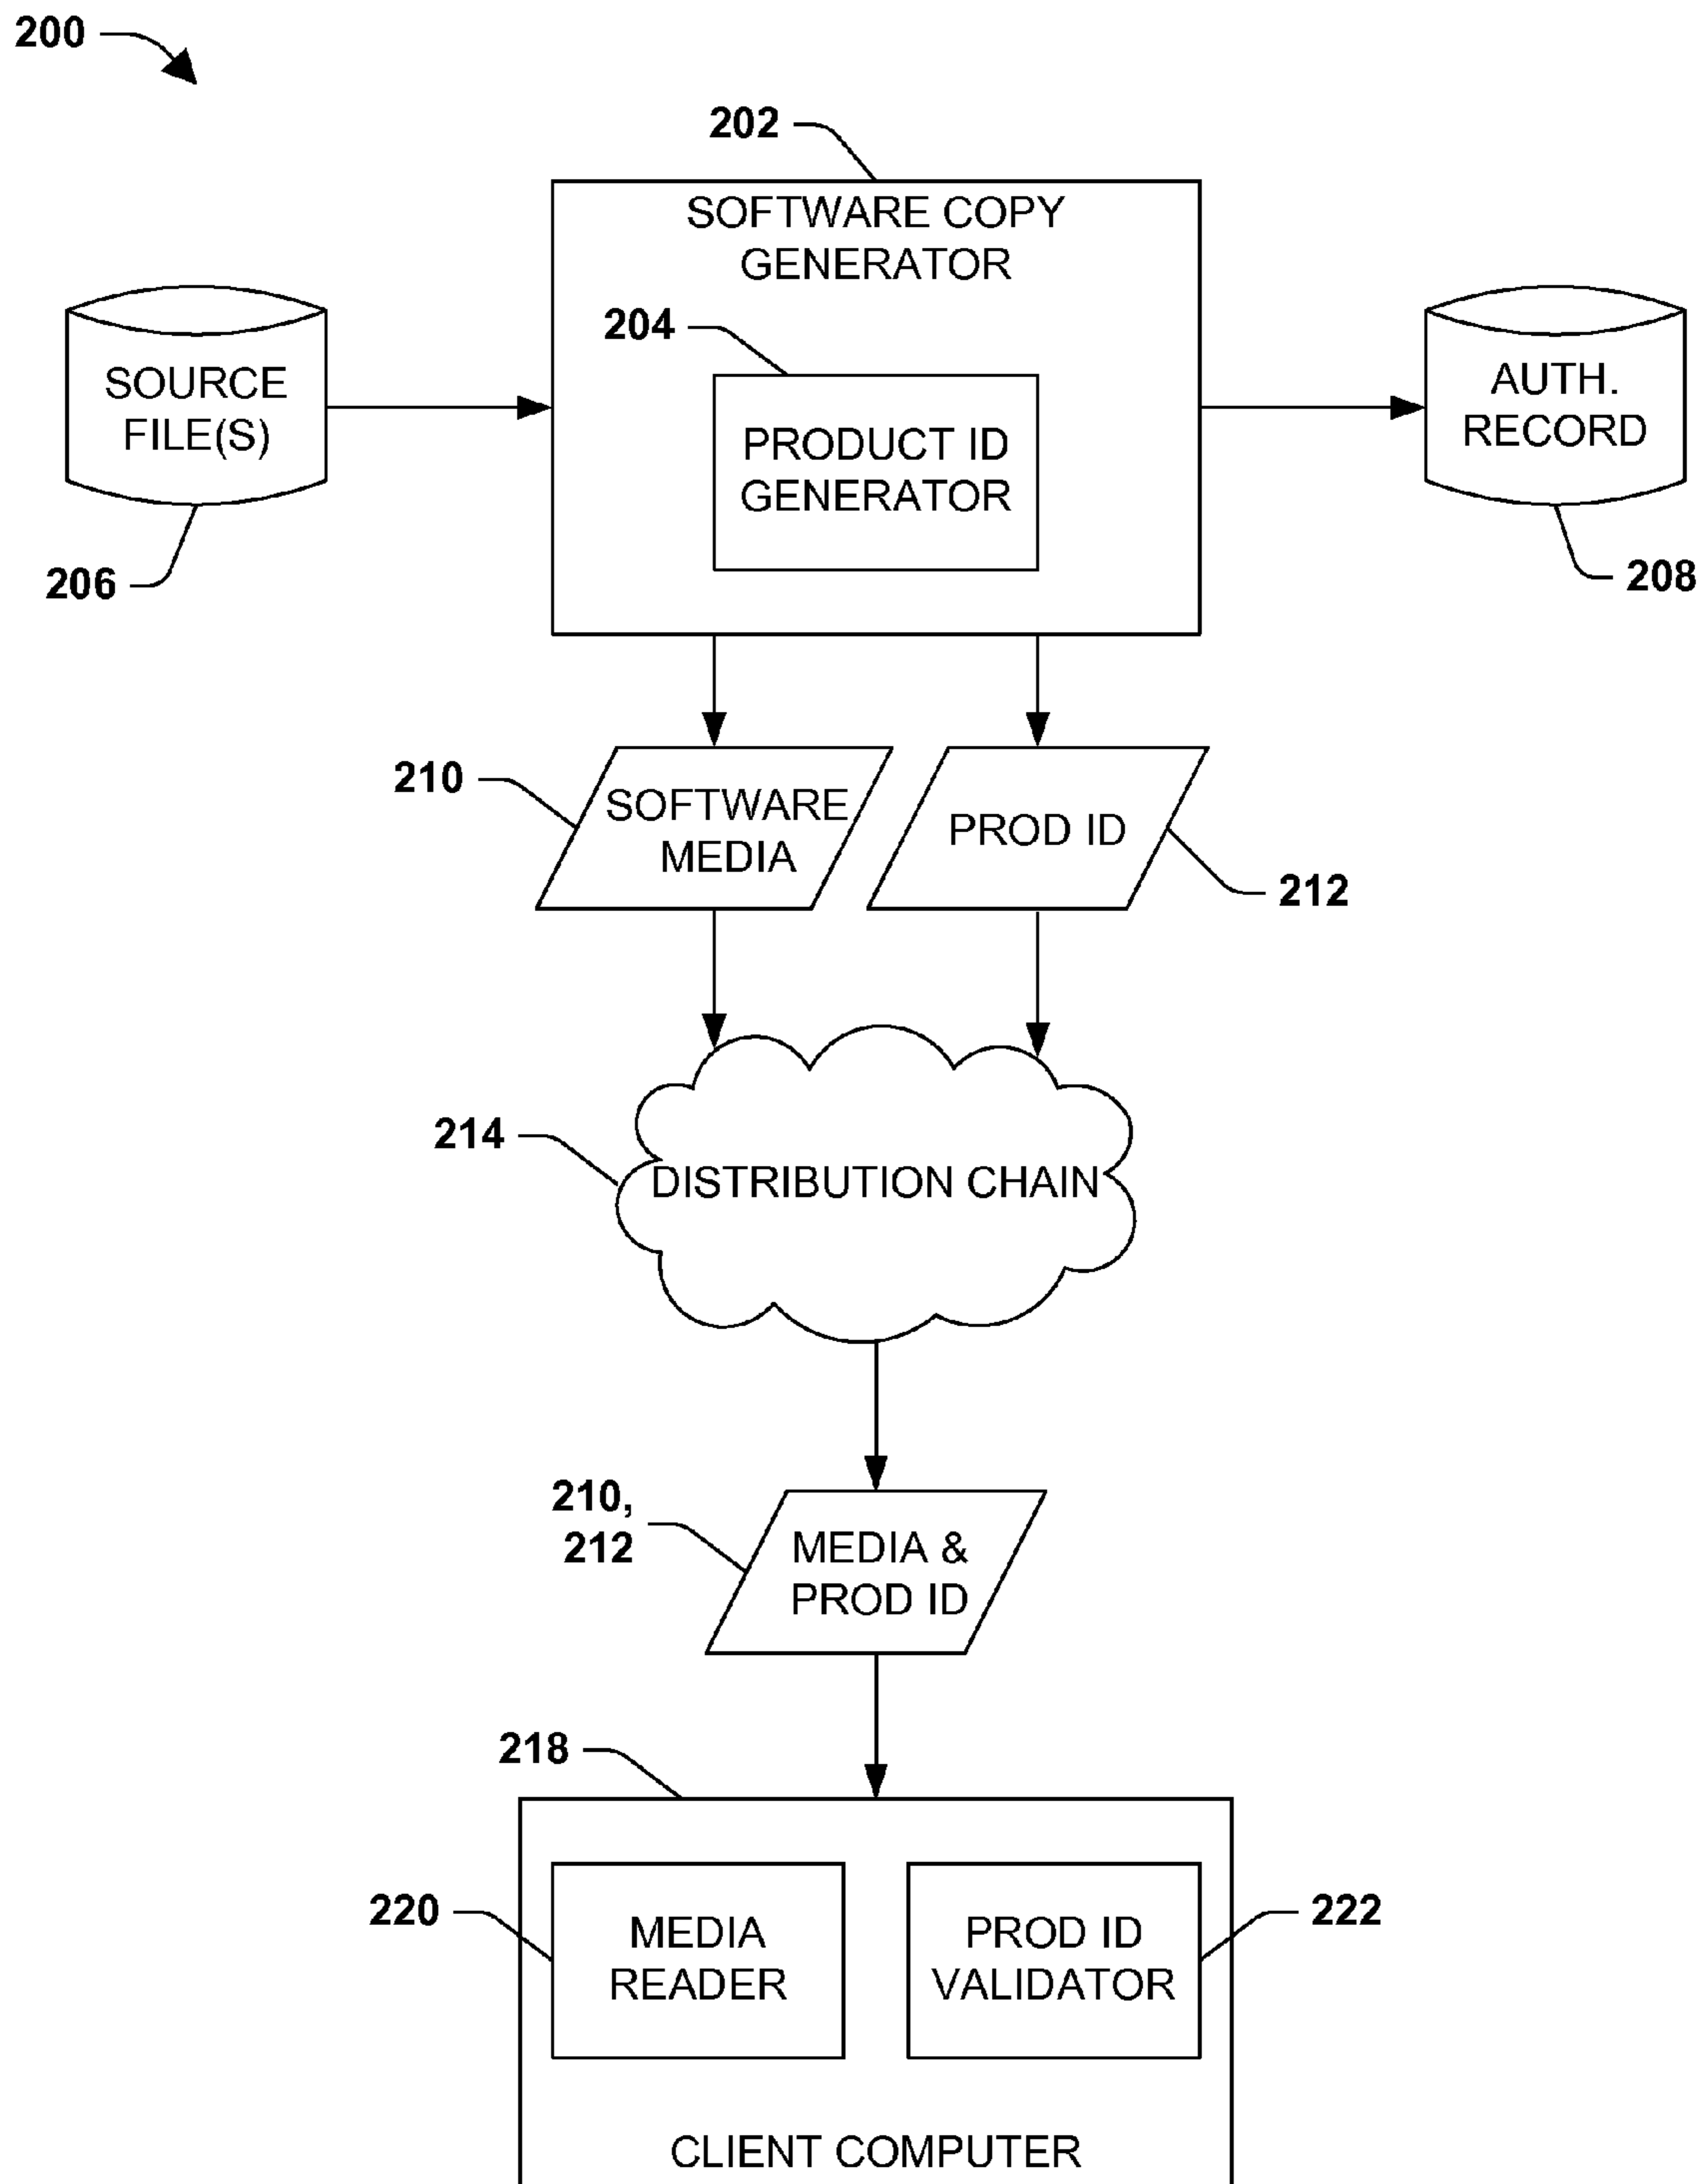 200
202
SOFTWARE COPY
GENERATOR
204
SOURCE
FILE(S)
PRODUCT ID
GENERATOR
AUTH.
RECORD
206
208
210
SOFTWARE
MEDIA
PROD ID
212
214
DISTRIBUTION CHAIN
210,
212
MEDIA &
PROD ID
218
220
MEDIA
READER
PROD ID
VALIDATOR
222
CLIENT COMPUTER